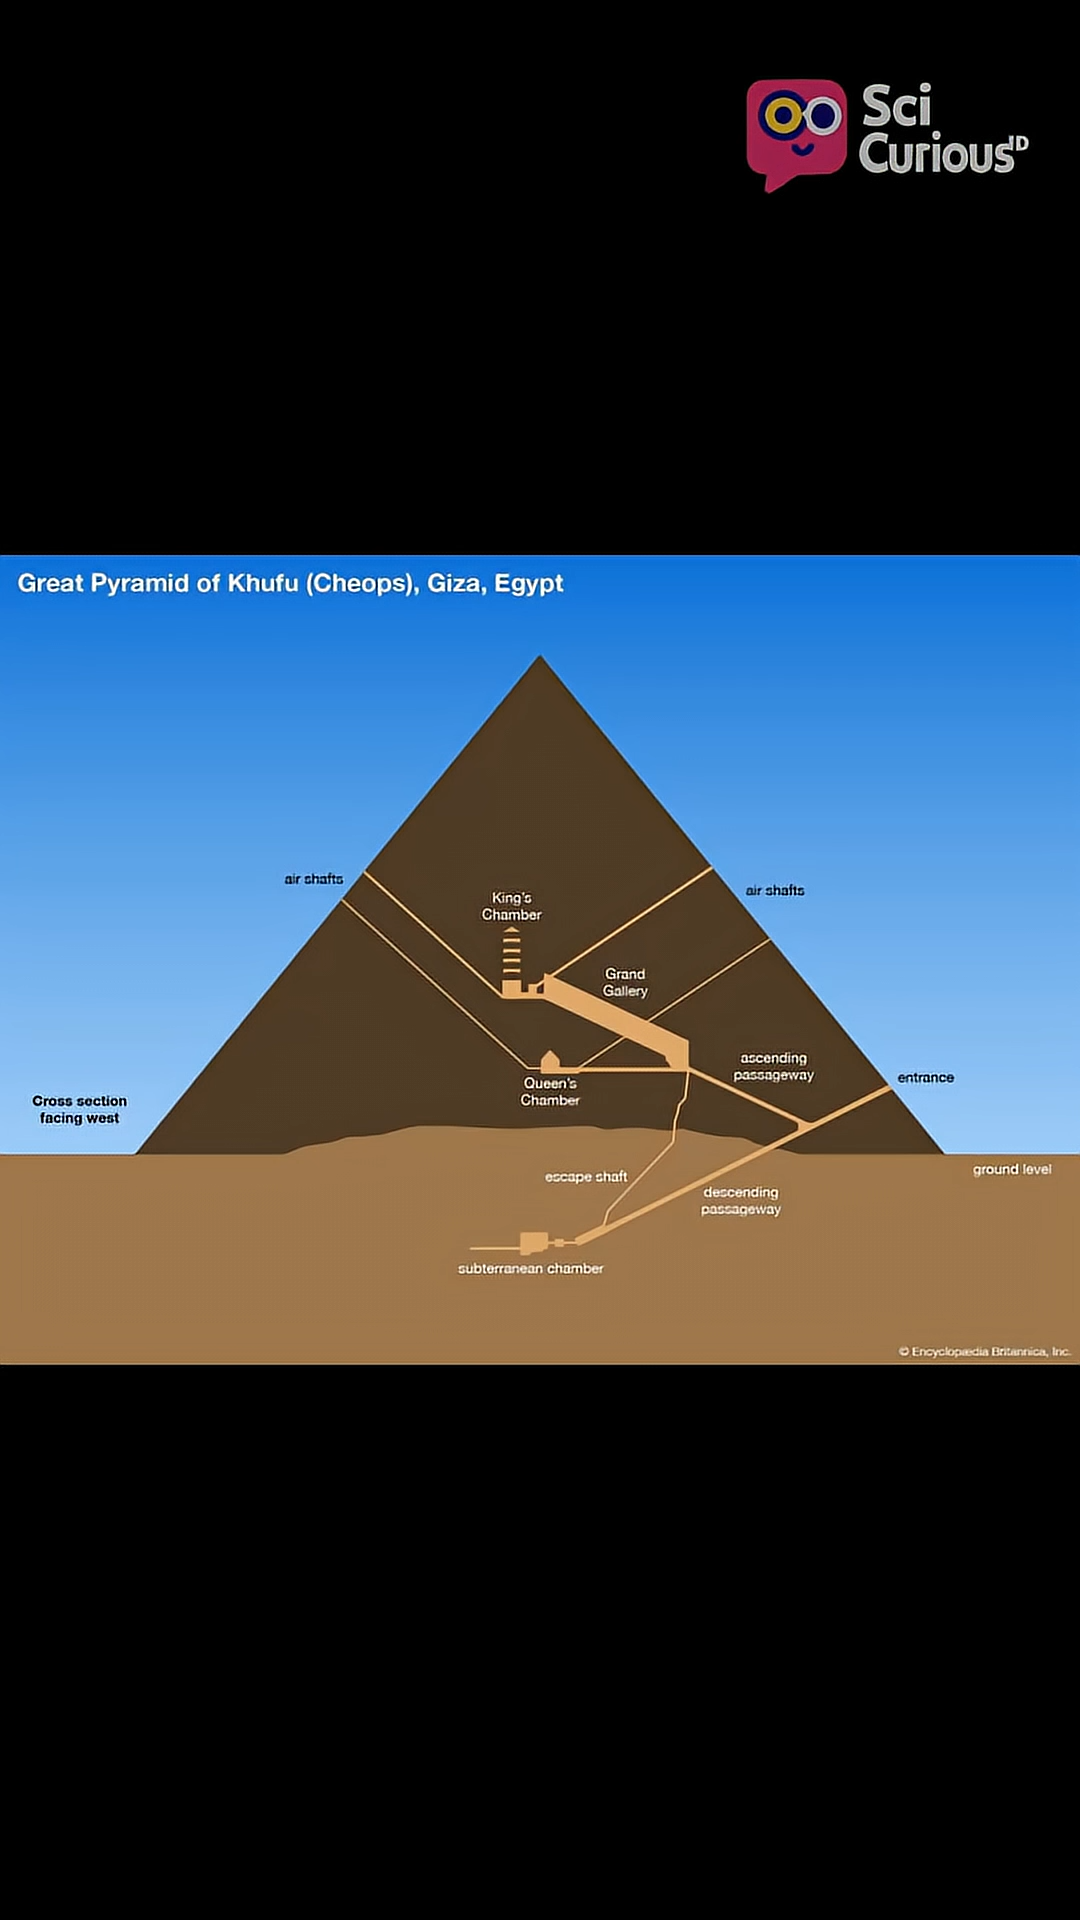 Sci
Curious ID
Great Pyramid of Khufu (Cheops), Giza, Egypt
air shafts
air shafts
King's
Chamber
Grand
Gallery
ascending
passageway
entrance
Queen's
Chamber
Cross section
facing west
ground level
escape shaft
descending
passageway
subterranean chamber
© Encyclopædia Britannica, Inc.